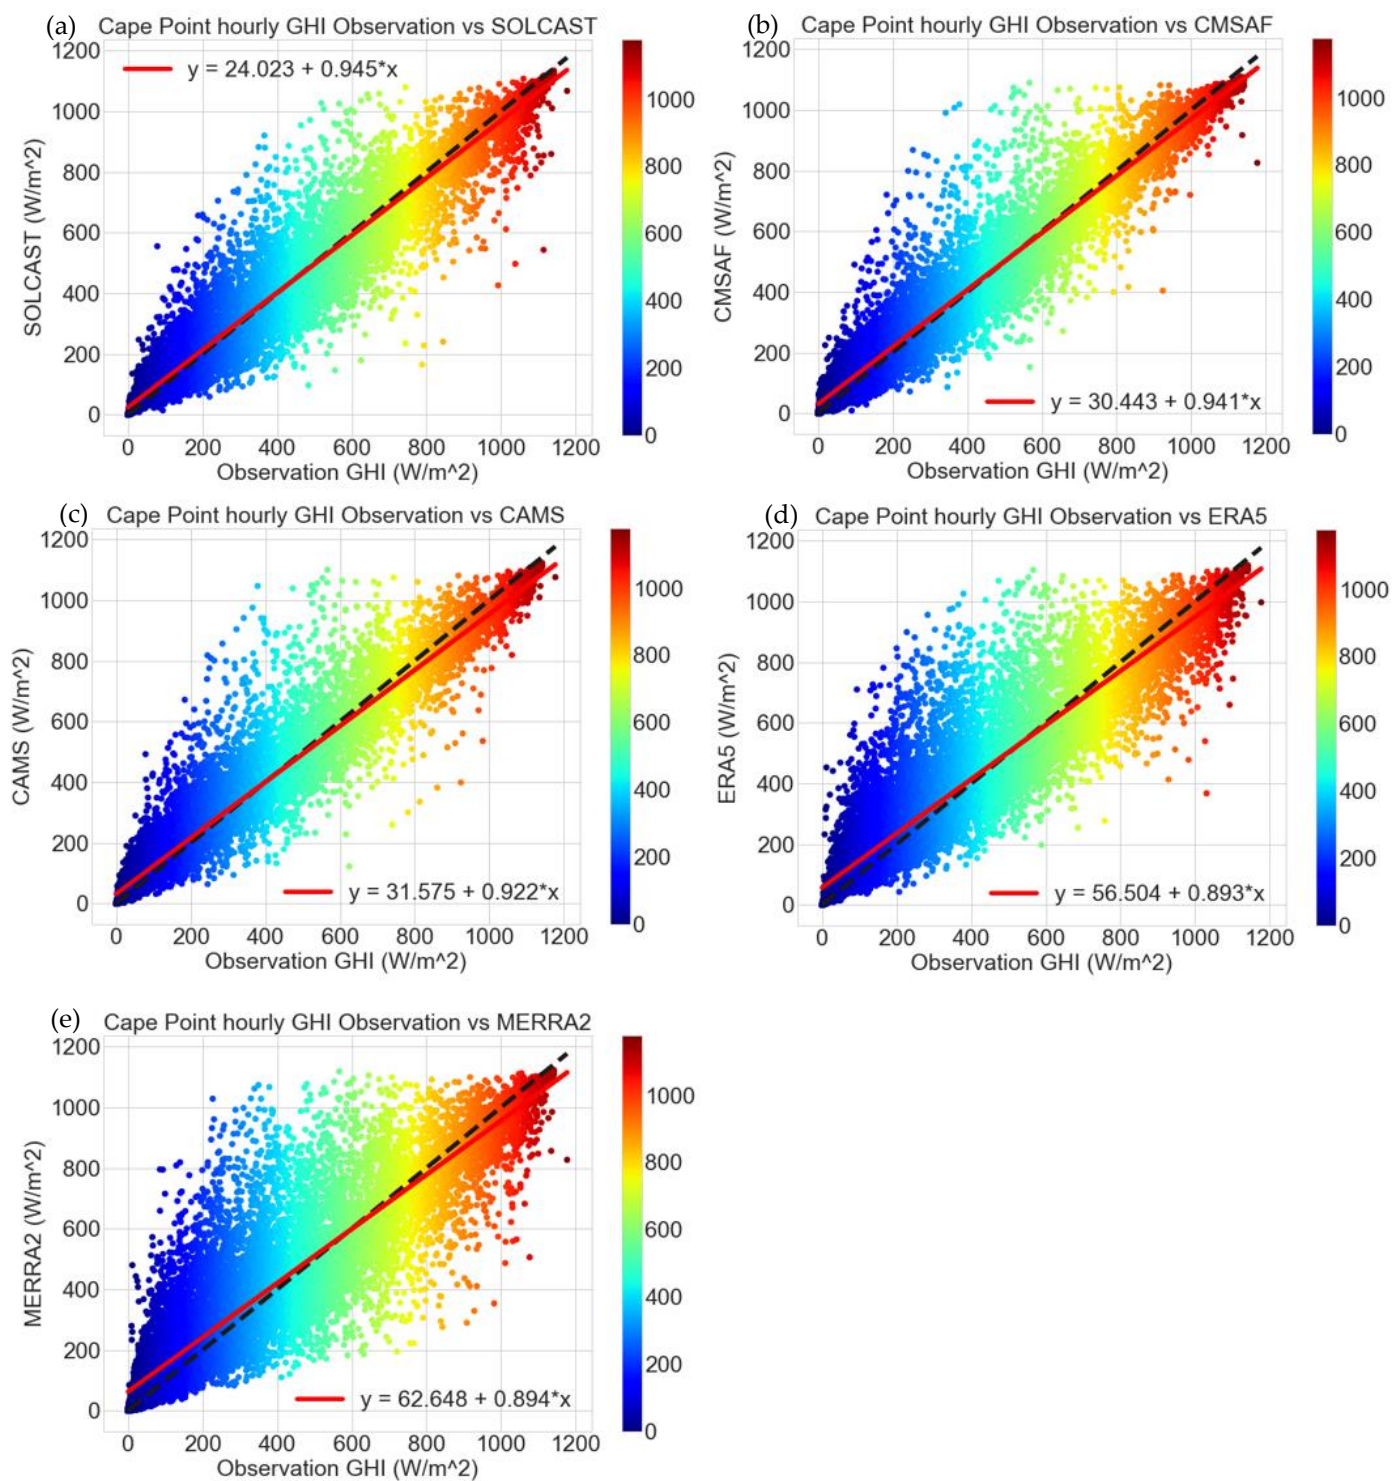 (a) Cape Point hourly GHI Observation vs SOLCAST
1200
1000
800
600
400
200
0
SOLCAST (W/m^2)
y = 24.023 + 0.945*x
0 200 400 600 800 1000 1200
Observation GHI (W/m^2)
1000
800
600
400
200
0
(b) Cape Point hourly GHI Observation vs CMSAF
1200
1000
800
600
400
200
0
CMSAF (W/m^2)
y = 30.443 + 0.941*x
0 200 400 600 800 1000 1200
Observation GHI (W/m^2)
1000
800
600
400
200
0
(c) Cape Point hourly GHI Observation vs CAMS
1200
1000
800
600
400
200
0
CAMS (W/m^2)
y = 31.575 + 0.922*x
0 200 400 600 800 1000 1200
Observation GHI (W/m^2)
1000
800
600
400
200
0
(d) Cape Point hourly GHI Observation vs ERA5
1200
1000
800
600
400
200
0
ERA5 (W/m^2)
y = 56.504 + 0.893*x
0 200 400 600 800 1000 1200
Observation GHI (W/m^2)
1000
800
600
400
200
0
(e) Cape Point hourly GHI Observation vs MERRA2
1200
1000
800
600
400
200
0
MERRA2 (W/m^2)
y = 62.648 + 0.894*x
0 200 400 600 800 1000 1200
Observation GHI (W/m^2)
1000
800
600
400
200
0